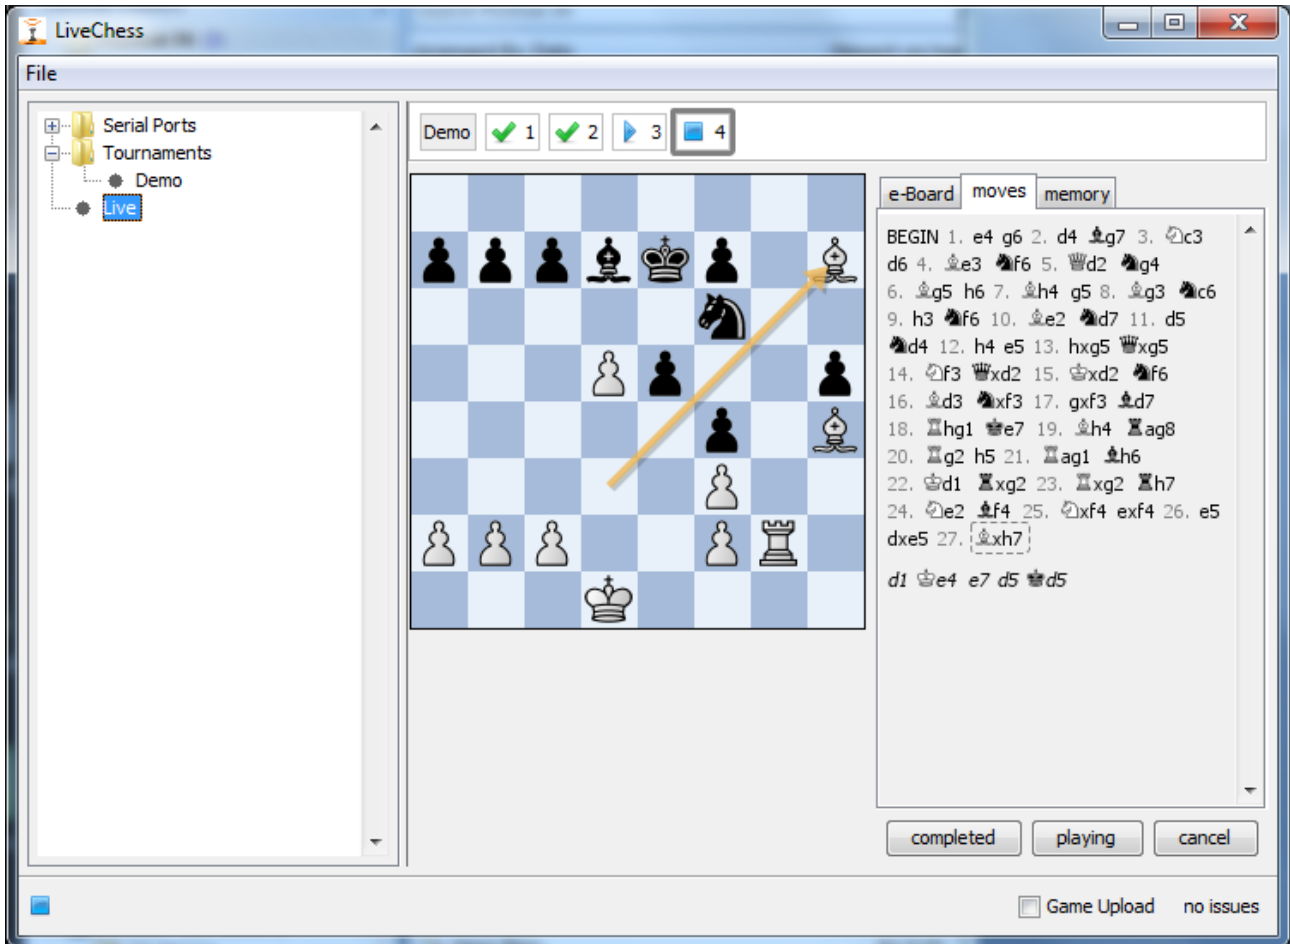 LiveChess
File
Serial Ports
Tournaments
Demo
Live
Demo 1 2 3 4
e-Board moves memory
BEGIN 1. e4 g6 2. d4 ♝g7 3. ♘c3
d6 4. ♗e3 ♞f6 5. ♕d2 ♞g4
6. ♗g5 h6 7. ♗h4 g5 8. ♗g3 ♞c6
9. h3 ♞f6 10. ♗e2 ♞d7 11. d5
♞d4 12. h4 e5 13. hxg5 ♛xg5
14. ♘f3 ♛xd2 15. ♔xd2 ♞f6
16. ♗d3 ♞xf3 17. gxf3 ♝d7
18. ♖hg1 ♚e7 19. ♗h4 ♜ag8
20. ♖g2 h5 21. ♖ag1 ♝h6
22. ♔d1 ♜xg2 23. ♖xg2 ♜h7
24. ♘e2 ♝f4 25. ♘xf4 exf4 26. e5
dxe5 27. ♗xh7
d1 ♔e4 e7 d5 ♚d5
completed playing cancel
Game Upload no issues